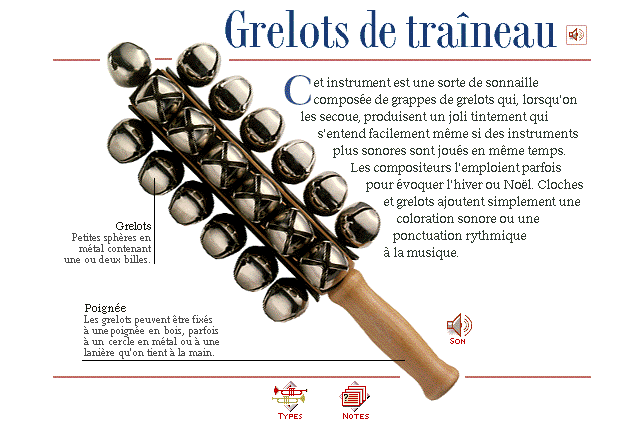 Grelots de traîneau
Cet instrument est une sorte de sonnaille
composée de grappes de grelots qui, lorsqu'on
les secoue, produisent un joli tintement qui
s'entend facilement même si des instruments
plus sonores sont joués en même temps.
Les compositeurs l'emploient parfois
pour évoquer l'hiver ou Noël. Cloches
et grelots ajoutent simplement une
coloration sonore ou une
ponctuation rythmique
à la musique.
Grelots
Petites sphères en
métal contenant
une ou deux billes.
Poignée
Les grelots peuvent être fixés
à une poignée en bois, parfois
à un cercle en métal ou à une
lanière qu'on tient à la main.
Son
Types
Notes